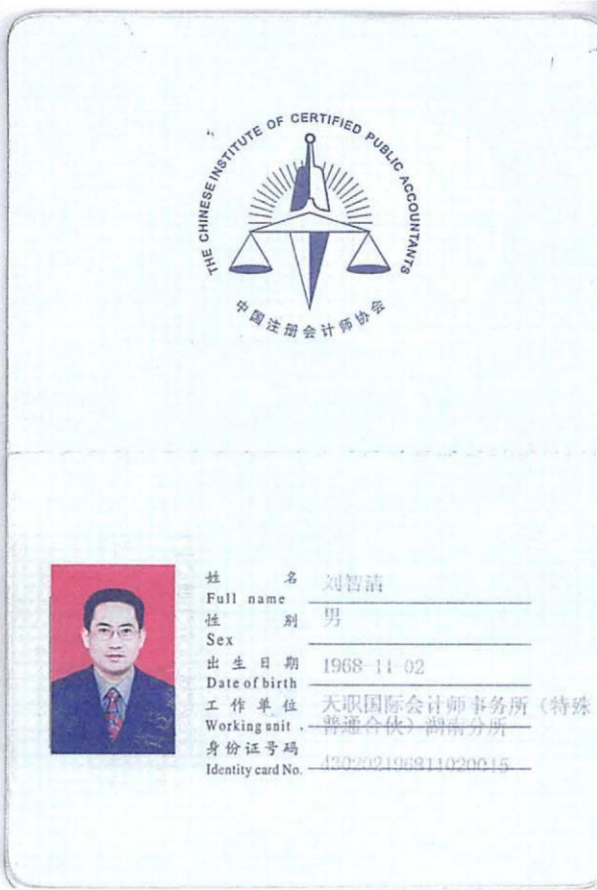 THE CHINESE INSTITUTE OF CERTIFIED PUBLIC ACCOUNTANTS
中国注册会计师协会
姓 名 刘智清
Full name
性 别 男
Sex
出生日期 1968-11-02
Date of birth
工作单位 天职国际会计师事务所（特殊
Working unit 普通合伙）湖南分所
身份证号码
Identity card No. 430202196811020015